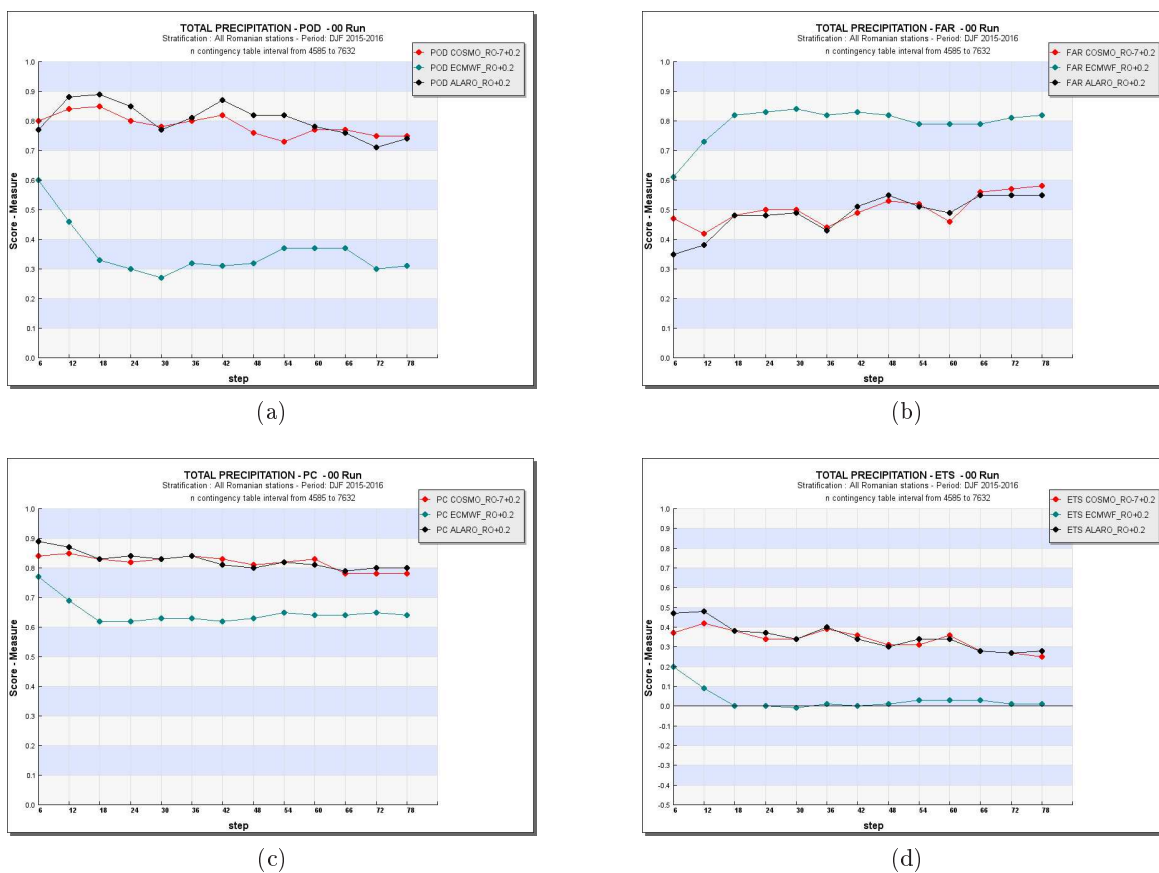 TOTAL PRECIPITATION - POD - 00 Run
Stratification : All Romanian stations - Period: DJF 2015-2016
n contingency table interval from 4585 to 7632
POD COSMO_RO-7+0.2
POD ECMWF_RO+0.2
POD ALARO_RO+0.2
Score - Measure
1.0
0.9
0.8
0.7
0.6
0.5
0.4
0.3
0.2
0.1
0.0
6 12 18 24 30 36 42 48 54 60 66 72 78
step
(a)
TOTAL PRECIPITATION - FAR - 00 Run
Stratification : All Romanian stations - Period: DJF 2015-2016
n contingency table interval from 4585 to 7632
FAR COSMO_RO-7+0.2
FAR ECMWF_RO+0.2
FAR ALARO_RO+0.2
Score - Measure
1.0
0.9
0.8
0.7
0.6
0.5
0.4
0.3
0.2
0.1
0.0
6 12 18 24 30 36 42 48 54 60 66 72 78
step
(b)
TOTAL PRECIPITATION - PC - 00 Run
Stratification : All Romanian stations - Period: DJF 2015-2016
n contingency table interval from 4585 to 7632
PC COSMO_RO-7+0.2
PC ECMWF_RO+0.2
PC ALARO_RO+0.2
Score - Measure
1.0
0.9
0.8
0.7
0.6
0.5
0.4
0.3
0.2
0.1
0.0
6 12 18 24 30 36 42 48 54 60 66 72 78
step
(c)
TOTAL PRECIPITATION - ETS - 00 Run
Stratification : All Romanian stations - Period: DJF 2015-2016
n contingency table interval from 4585 to 7632
ETS COSMO_RO-7+0.2
ETS ECMWF_RO+0.2
ETS ALARO_RO+0.2
Score - Measure
1.0
0.9
0.8
0.7
0.6
0.5
0.4
0.3
0.2
0.1
0.0
-0.1
-0.2
-0.3
-0.4
-0.5
6 12 18 24 30 36 42 48 54 60 66 72 78
step
(d)